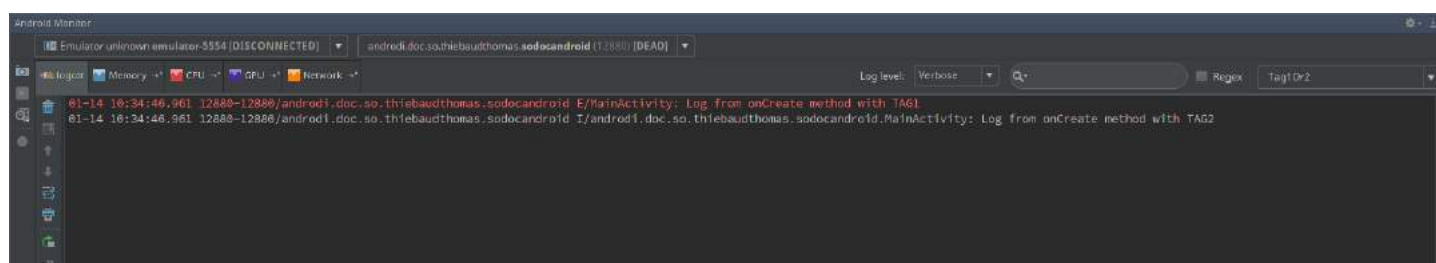 Android Monitor
Emulator unknown emulator-5554 [DISCONNECTED] androdi.doc.so.thiebaudthomas.sodocandroid (12880) [DEAD]
logcat Memory CPU GPU Network Log level: Verbose Regex Tag1Or2
01-14 10:34:46.961 12880-12880/androdi.doc.so.thiebaudthomas.sodocandroid E/MainActivity: Log from onCreate method with TAG1
01-14 10:34:46.961 12880-12880/androdi.doc.so.thiebaudthomas.sodocandroid I/androdi.doc.so.thiebaudthomas.sodocandroid.MainActivity: Log from onCreate method with TAG2